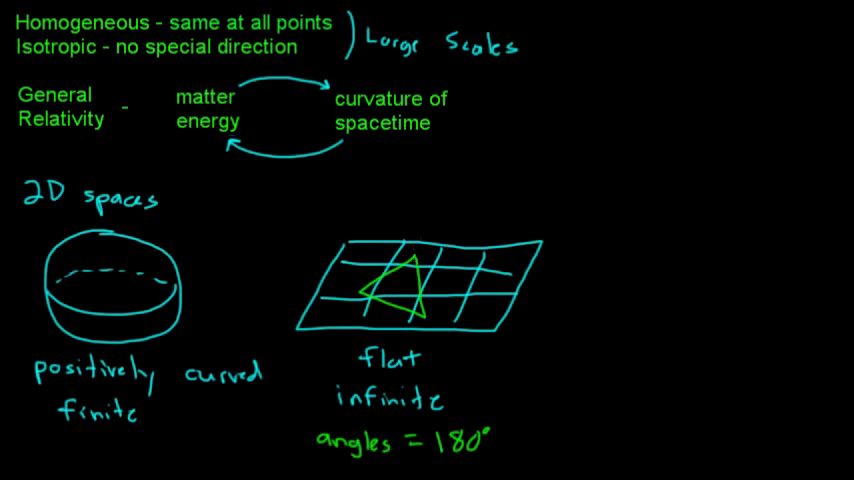 Homogeneous - same at all points
Isotropic - no special direction
Large Scales
General Relativity -
matter energy
curvature of spacetime
2D spaces
positively curved
finite
flat
infinite
angles = 180°